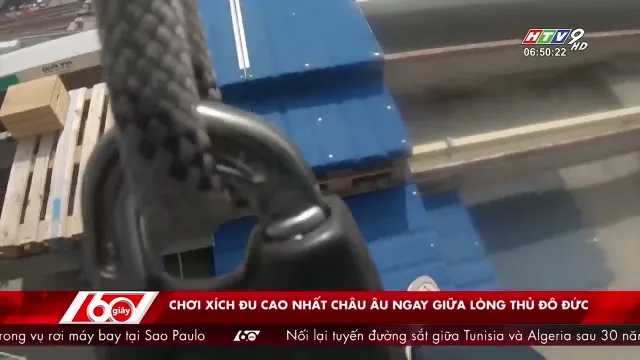 HTV9 HD
06:50:22
60 giây
CHƠI XÍCH ĐU CAO NHẤT CHÂU ÂU NGAY GIỮA LÒNG THỦ ĐÔ ĐỨC
rong vụ rơi máy bay tại Sao Paulo 60 giây Nối lại tuyến đường sắt giữa Tunisia và Algeria sau 30 năm